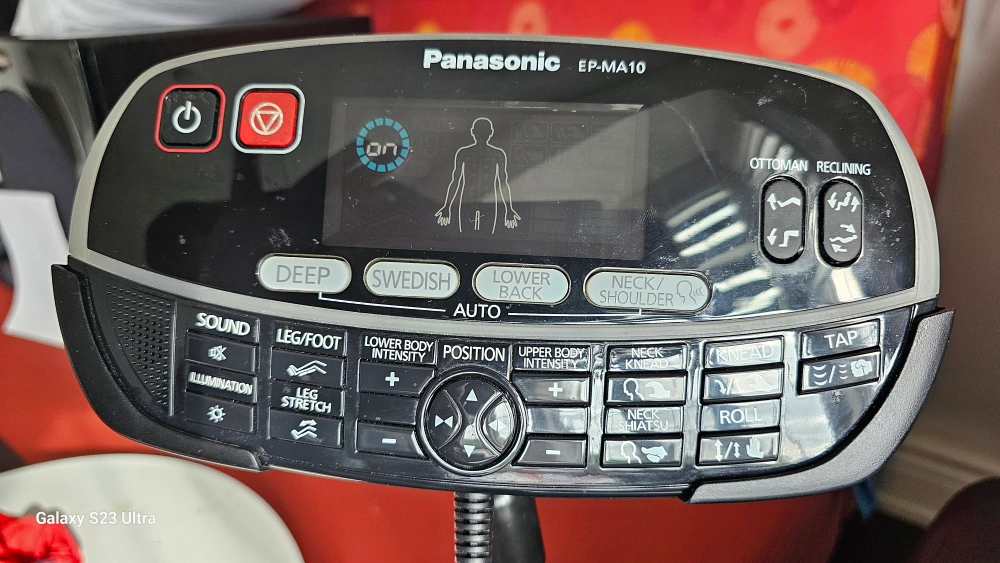 Panasonic EP-MA10
on
OTTOMAN RECLINING
DEEP
SWEDISH
LOWER
BACK
NECK/
SHOULDER
AUTO
SOUND
ILLUMINATION
LEG/FOOT
LEG
STRETCH
LOWER BODY
INTENSITY
+
-
POSITION
UPPER BODY
INTENSITY
+
-
NECK
KNEAD
NECK
SHIATSU
KNEAD
ROLL
TAP
Galaxy S23 Ultra